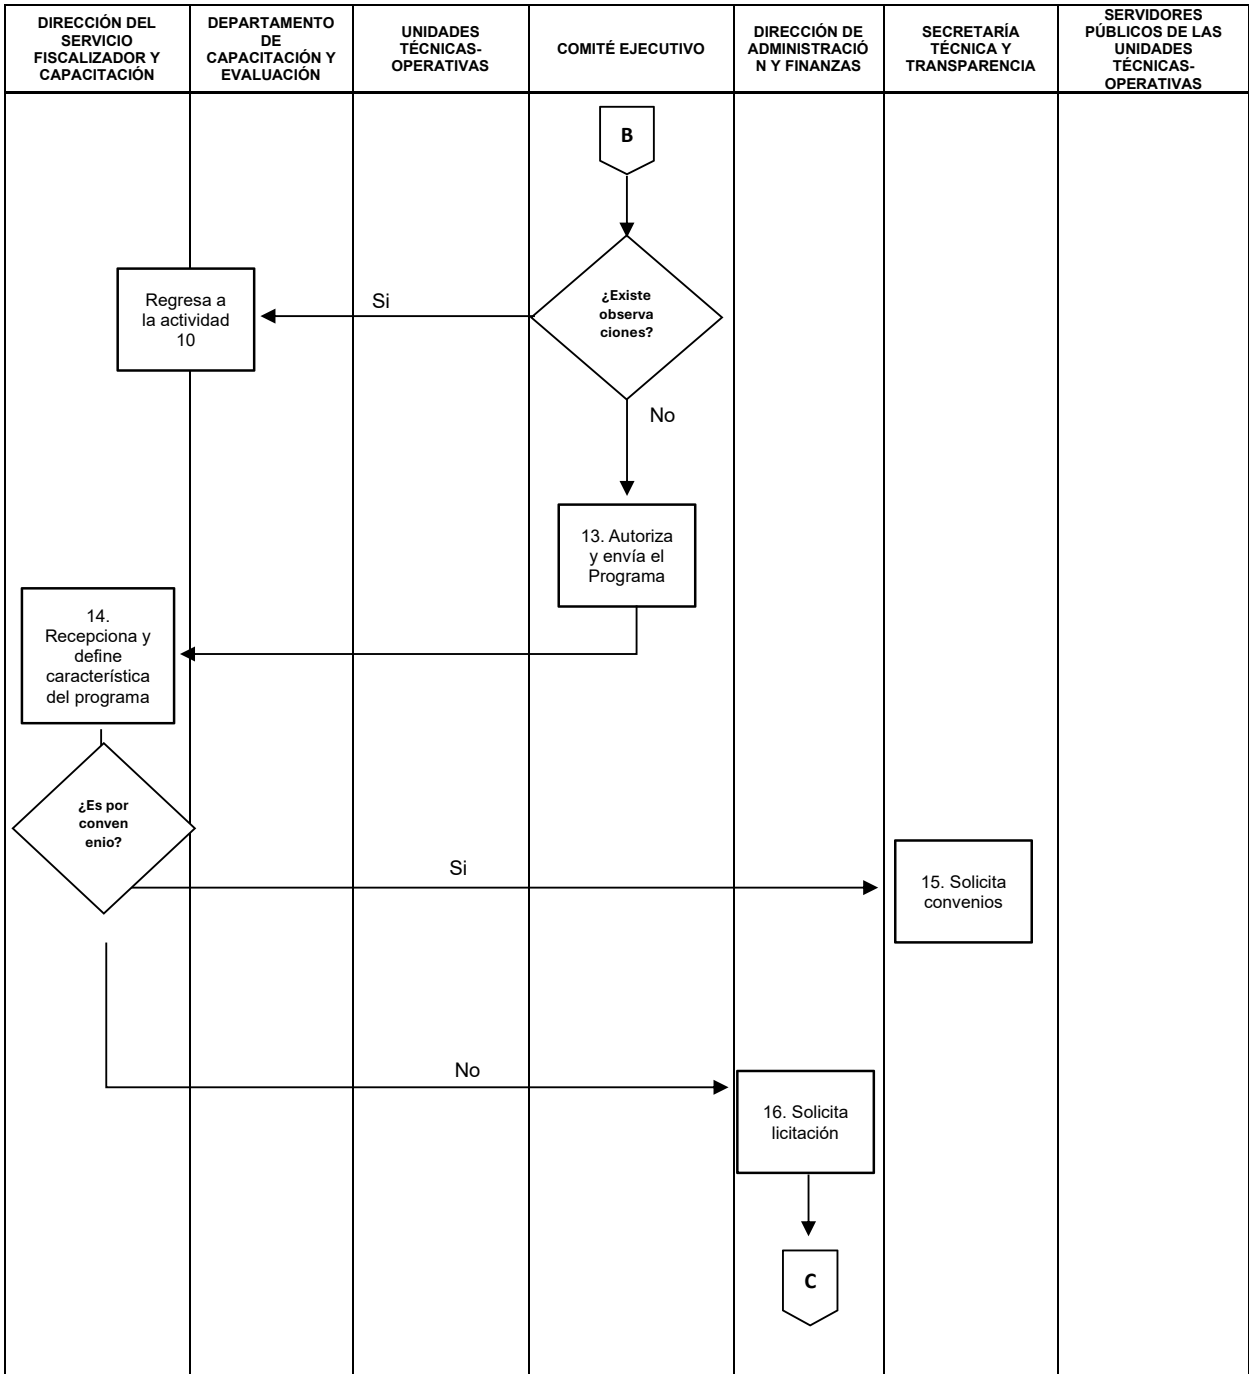 DIRECCIÓN DEL
SERVICIO
FISCALIZADOR Y
CAPACITACIÓN
DEPARTAMENTO
DE
CAPACITACIÓN Y
EVALUACIÓN
UNIDADES
TÉCNICAS-
OPERATIVAS
COMITÉ EJECUTIVO
DIRECCIÓN DE
ADMINISTRACIÓ
N Y FINANZAS
SECRETARÍA
TÉCNICA Y
TRANSPARENCIA
SERVIDORES
PÚBLICOS DE LAS
UNIDADES
TÉCNICAS-
OPERATIVAS
B
¿Existe
observa
ciones?
Si
Regresa a
la actividad
10
No
13. Autoriza
y envía el
Programa
14.
Recepciona y
define
característica
del programa
¿Es por
conven
enio?
Si
15. Solicita
convenios
No
16. Solicita
licitación
C